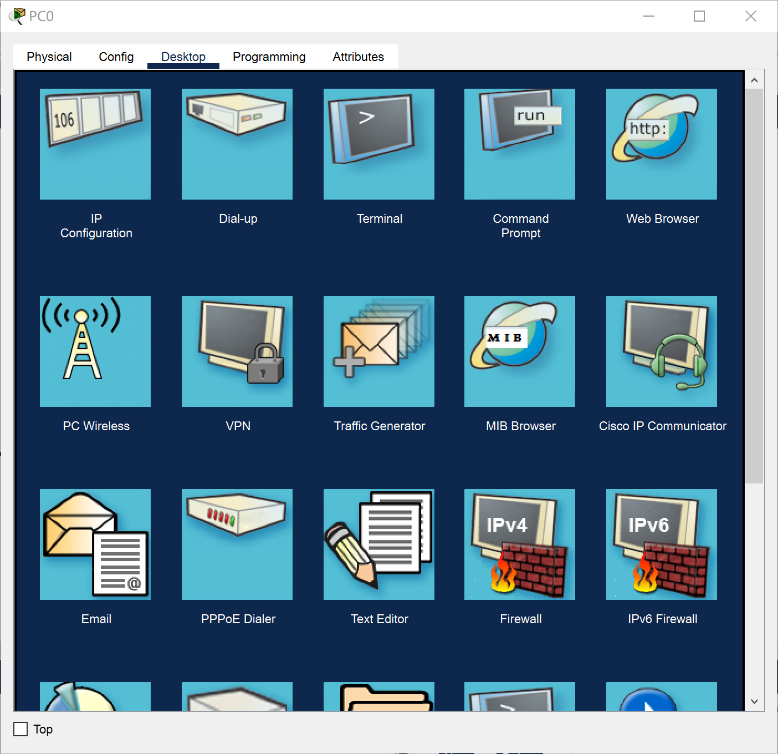 PC0
Physical Config Desktop Programming Attributes
106
>
run
http:
IP
Configuration
Dial-up
Terminal
Command
Prompt
Web Browser
MIB
PC Wireless
VPN
Traffic Generator
MIB Browser
Cisco IP Communicator
@
IPv4
IPv6
Email
PPPoE Dialer
Text Editor
Firewall
IPv6 Firewall
>
Top